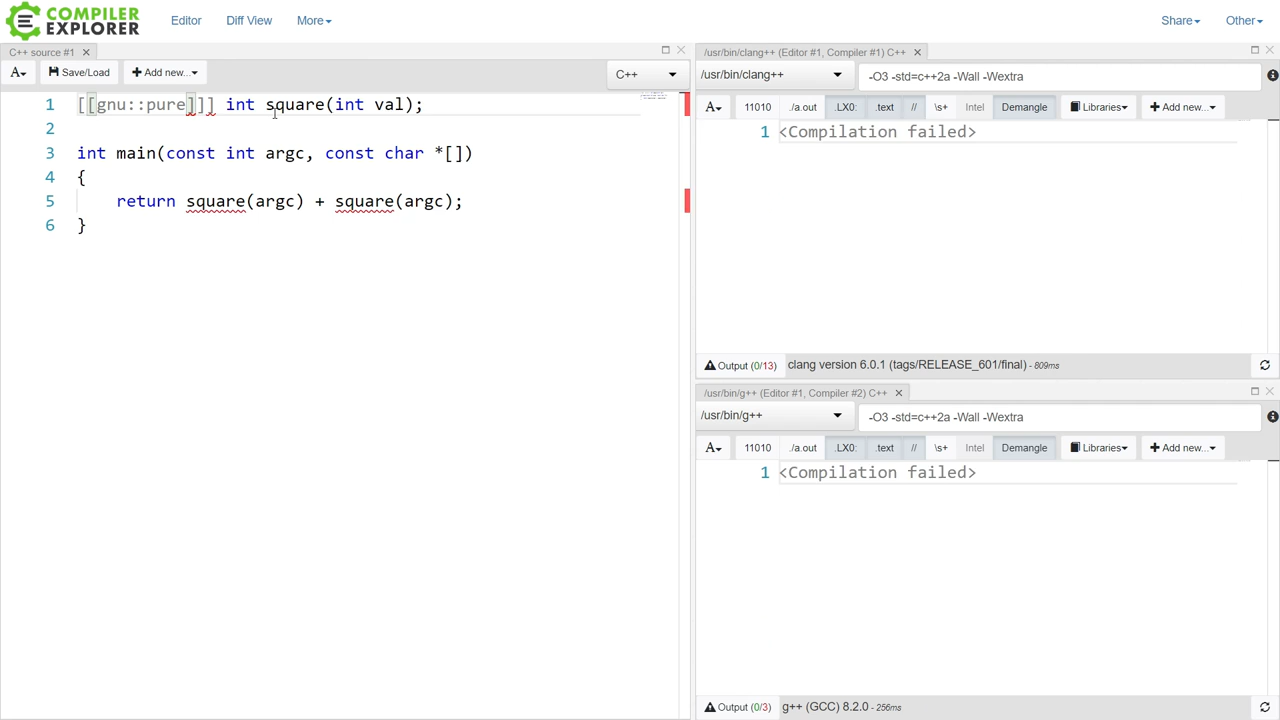 COMPILER
EXPLORER
Editor
Diff View
More
Share
Other
C++ source #1
A
Save/Load
+ Add new...
C++
1 [[gnu::pure]]] int square(int val);
2
3 int main(const int argc, const char *[])
4 {
5 return square(argc) + square(argc);
6 }
/usr/bin/clang++ (Editor #1, Compiler #1) C++
/usr/bin/clang++
-O3 -std=c++2a -Wall -Wextra
A
11010
./a.out
.LX0:
.text
//
\s+
Intel
Demangle
Libraries
+ Add new...
1 <Compilation failed>
Output (0/13)
clang version 6.0.1 (tags/RELEASE_601/final) - 809ms
/usr/bin/g++ (Editor #1, Compiler #2) C++
/usr/bin/g++
-O3 -std=c++2a -Wall -Wextra
A
11010
./a.out
.LX0:
.text
//
\s+
Intel
Demangle
Libraries
+ Add new...
1 <Compilation failed>
Output (0/3)
g++ (GCC) 8.2.0 - 256ms